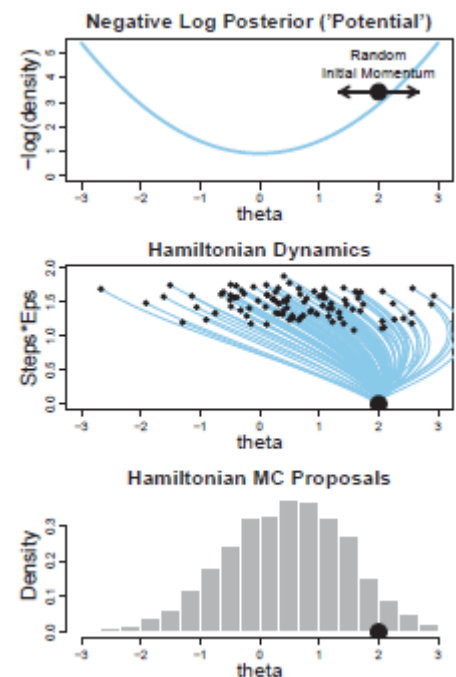 Negative Log Posterior ('Potential')
−log(density)
5
4
3
2
1
0
Random
Initial Momentum
−3 −2 −1 0 1 2 3
theta
Hamiltonian Dynamics
Steps*Eps
2.0
1.5
1.0
0.5
0.0
−3 −2 −1 0 1 2 3
theta
Hamiltonian MC Proposals
Density
0.3
0.2
0.1
0.0
−3 −2 −1 0 1 2 3
theta